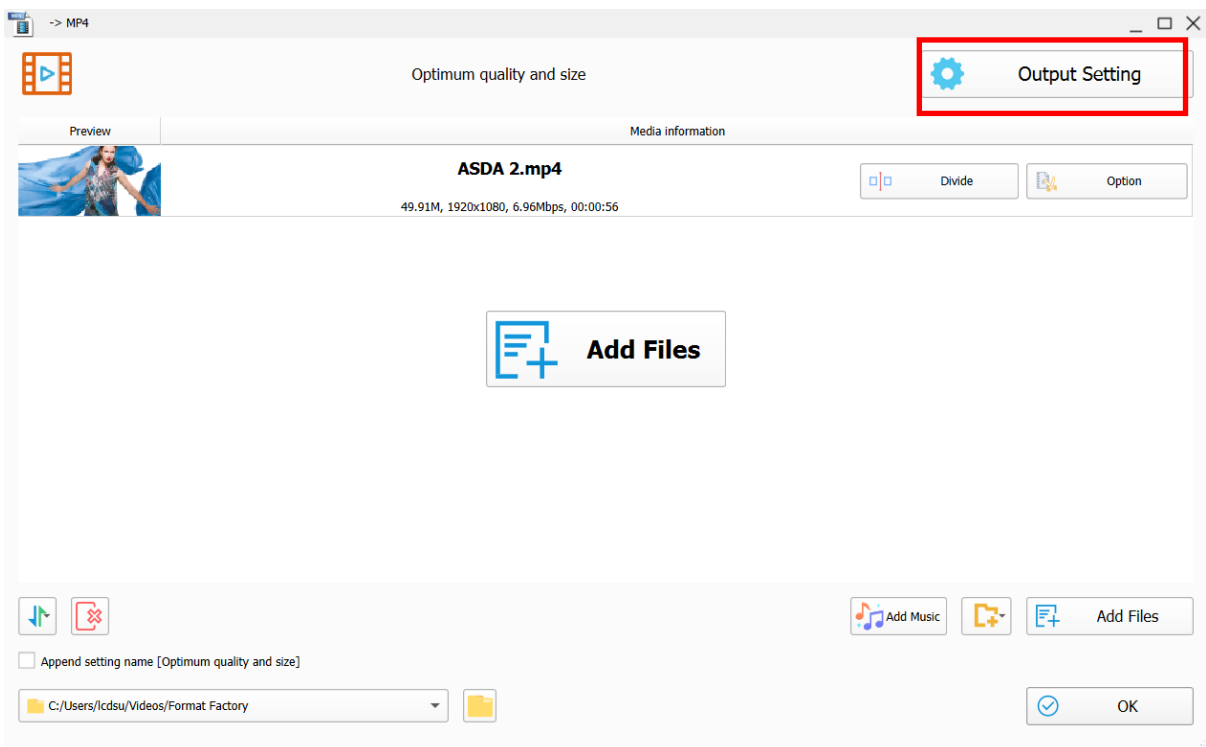 -> MP4
Optimum quality and size
Output Setting
Preview
Media information
ASDA 2.mp4
49.91M, 1920x1080, 6.96Mbps, 00:00:56
Divide
Option
Add Files
Add Music
Add Files
Append setting name [Optimum quality and size]
C:/Users/lcdsu/Videos/Format Factory
OK